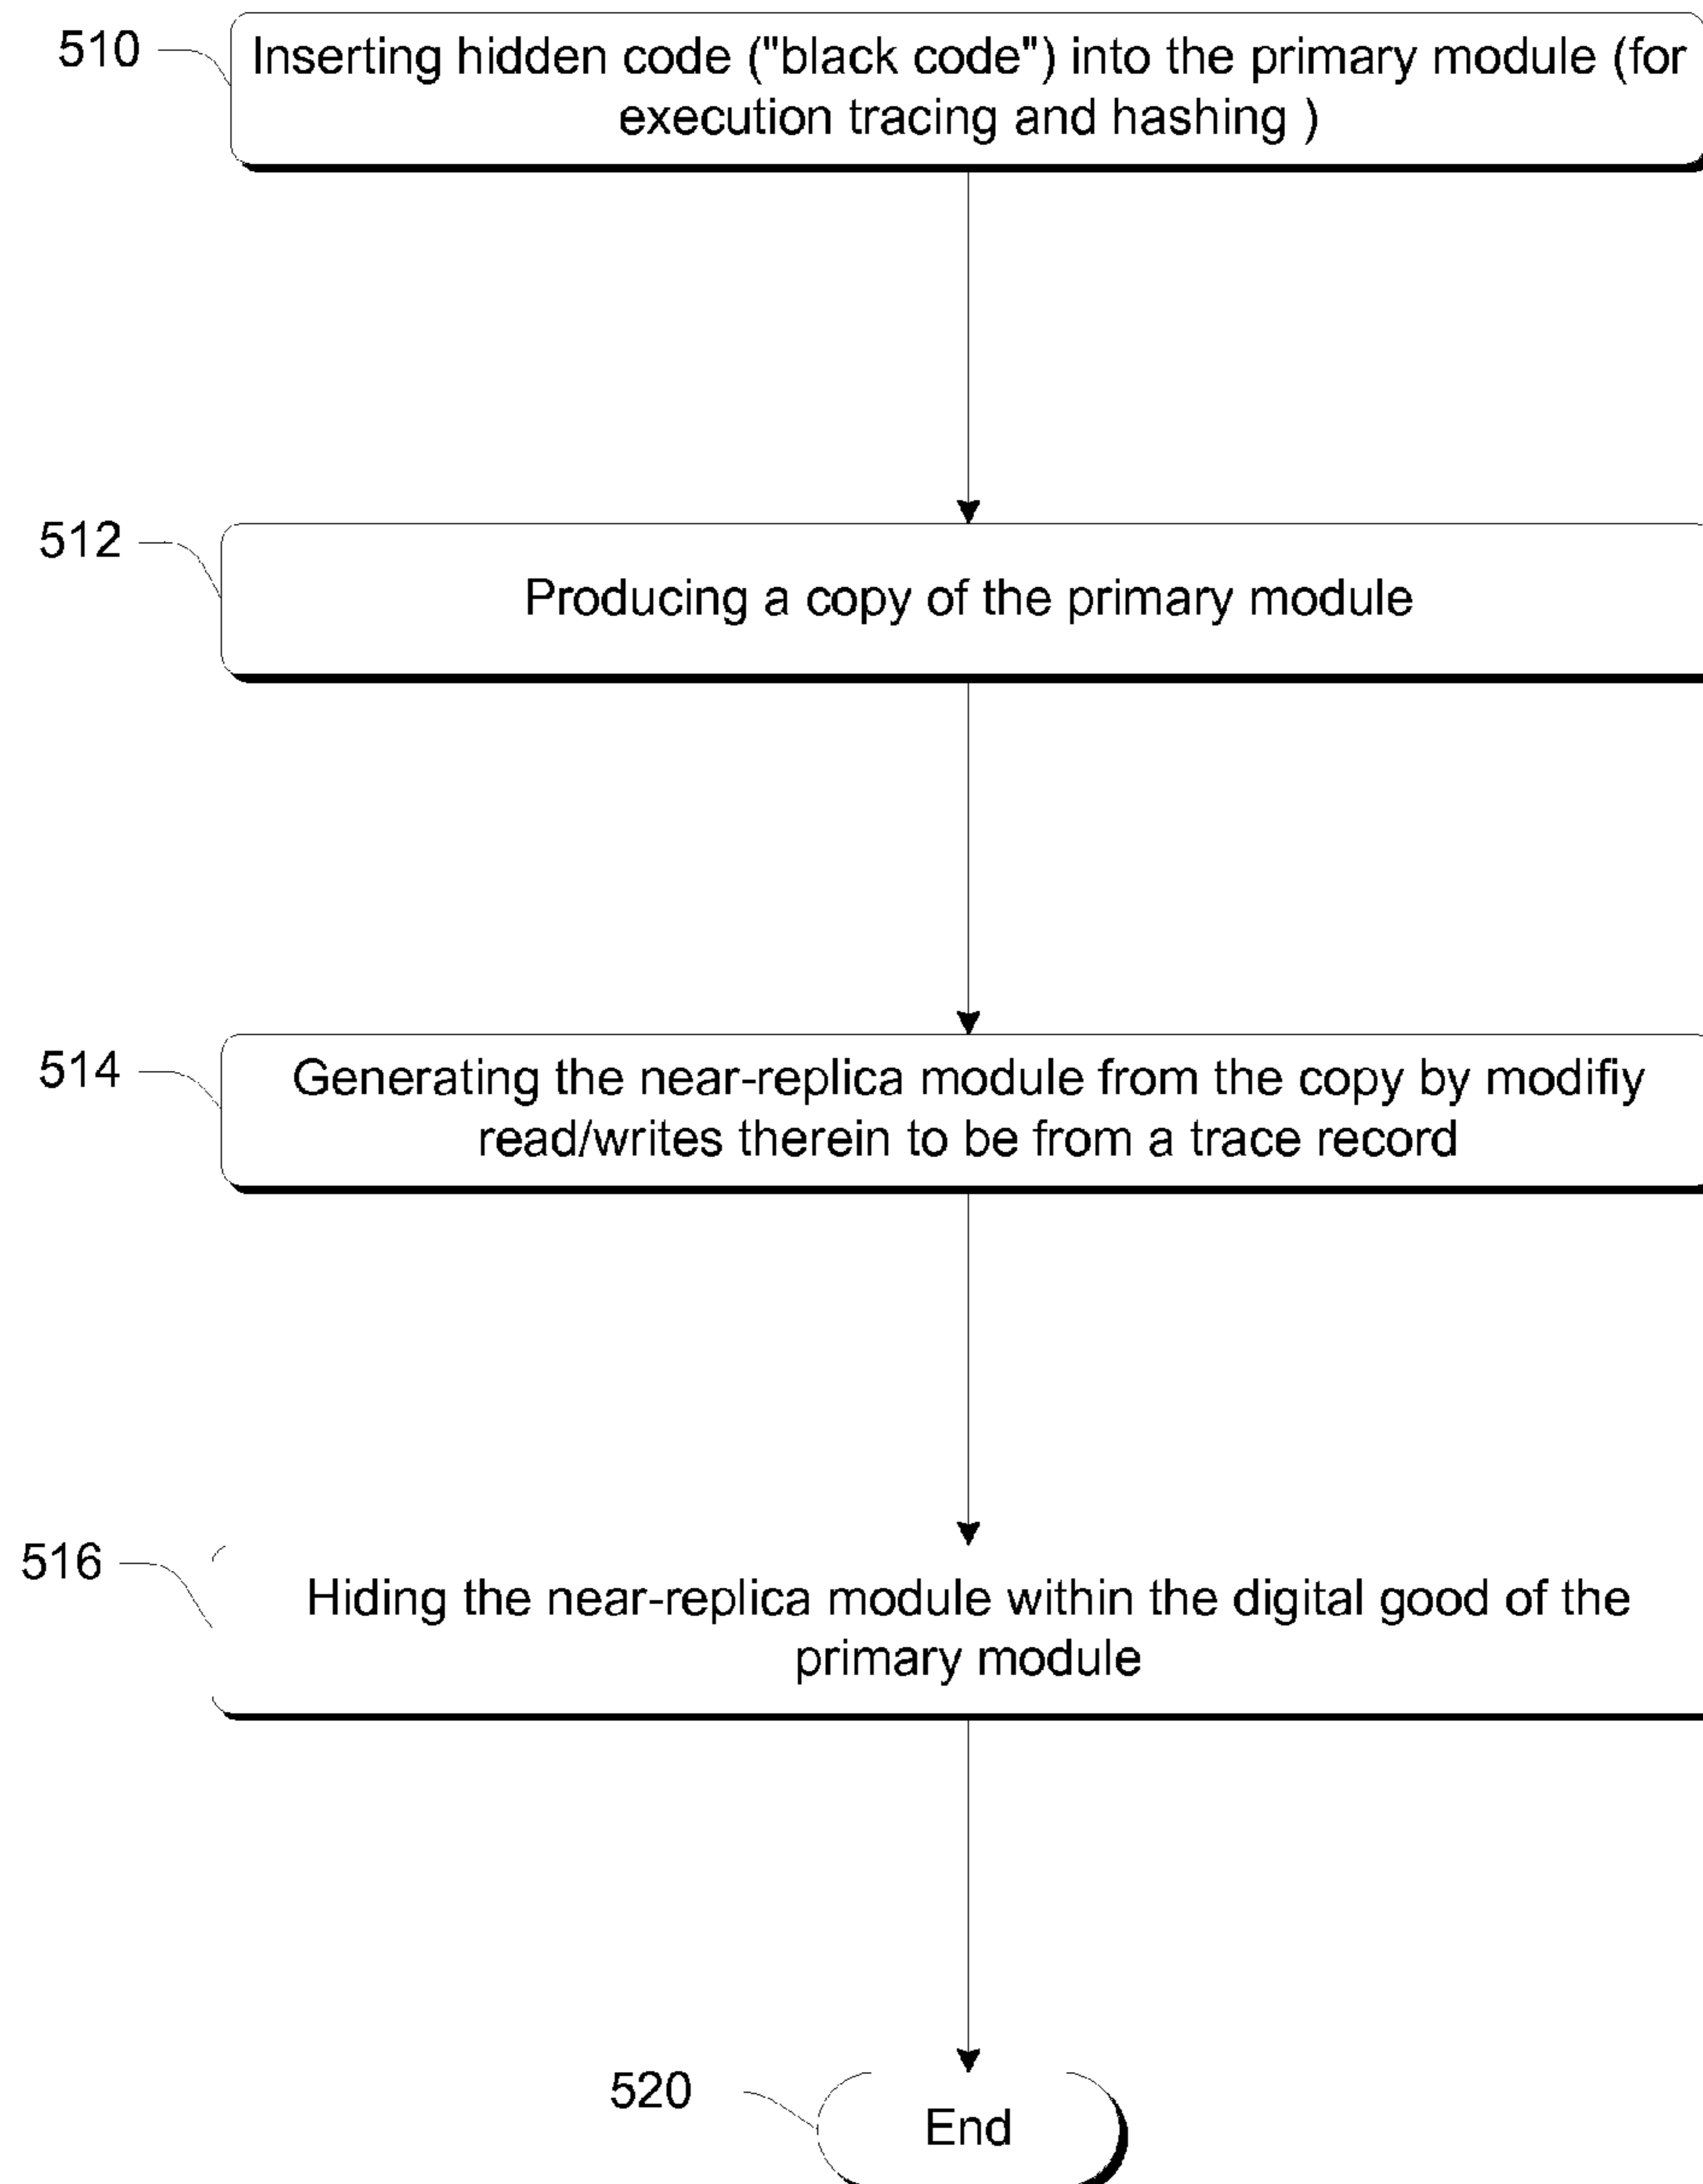 510
Inserting hidden code ("black code") into the primary module (for
execution tracing and hashing )
512
Producing a copy of the primary module
514
Generating the near-replica module from the copy by modifiy
read/writes therein to be from a trace record
516
Hiding the near-replica module within the digital good of the
primary module
520
End